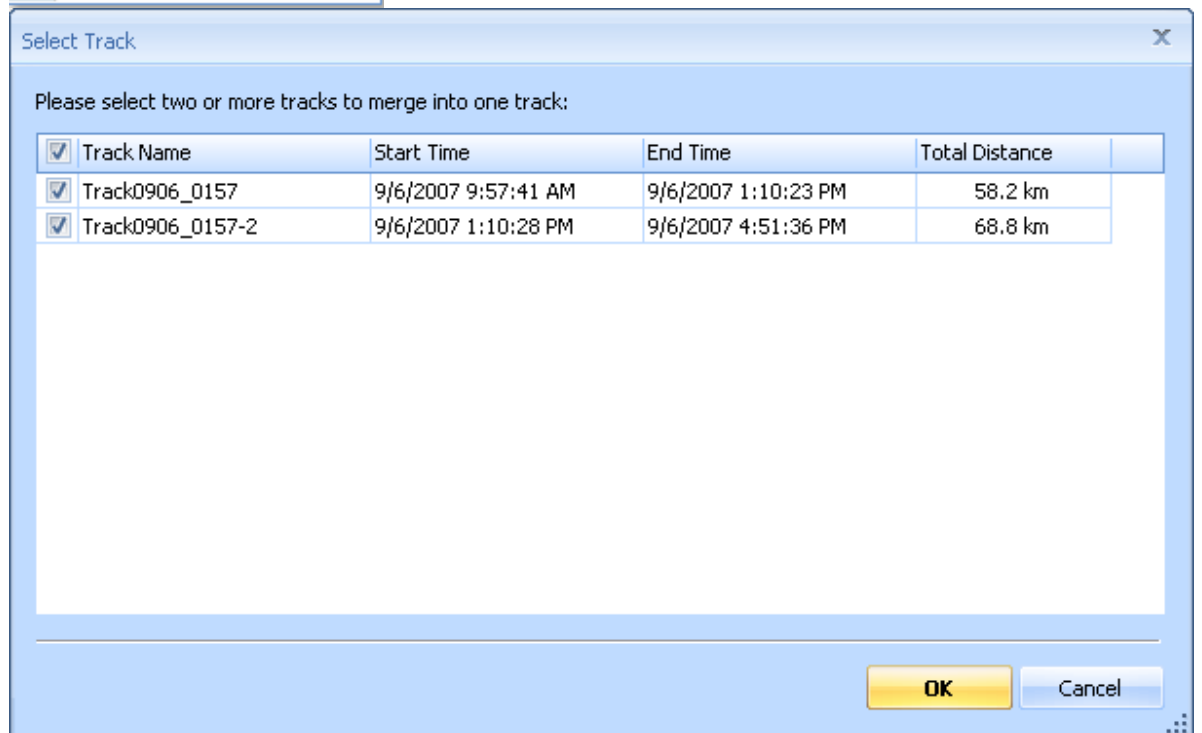 Select Track
Please select two or more tracks to merge into one track:
Track Name Start Time End Time Total Distance
Track0906_0157 9/6/2007 9:57:41 AM 9/6/2007 1:10:23 PM 58.2 km
Track0906_0157-2 9/6/2007 1:10:28 PM 9/6/2007 4:51:36 PM 68.8 km
OK Cancel